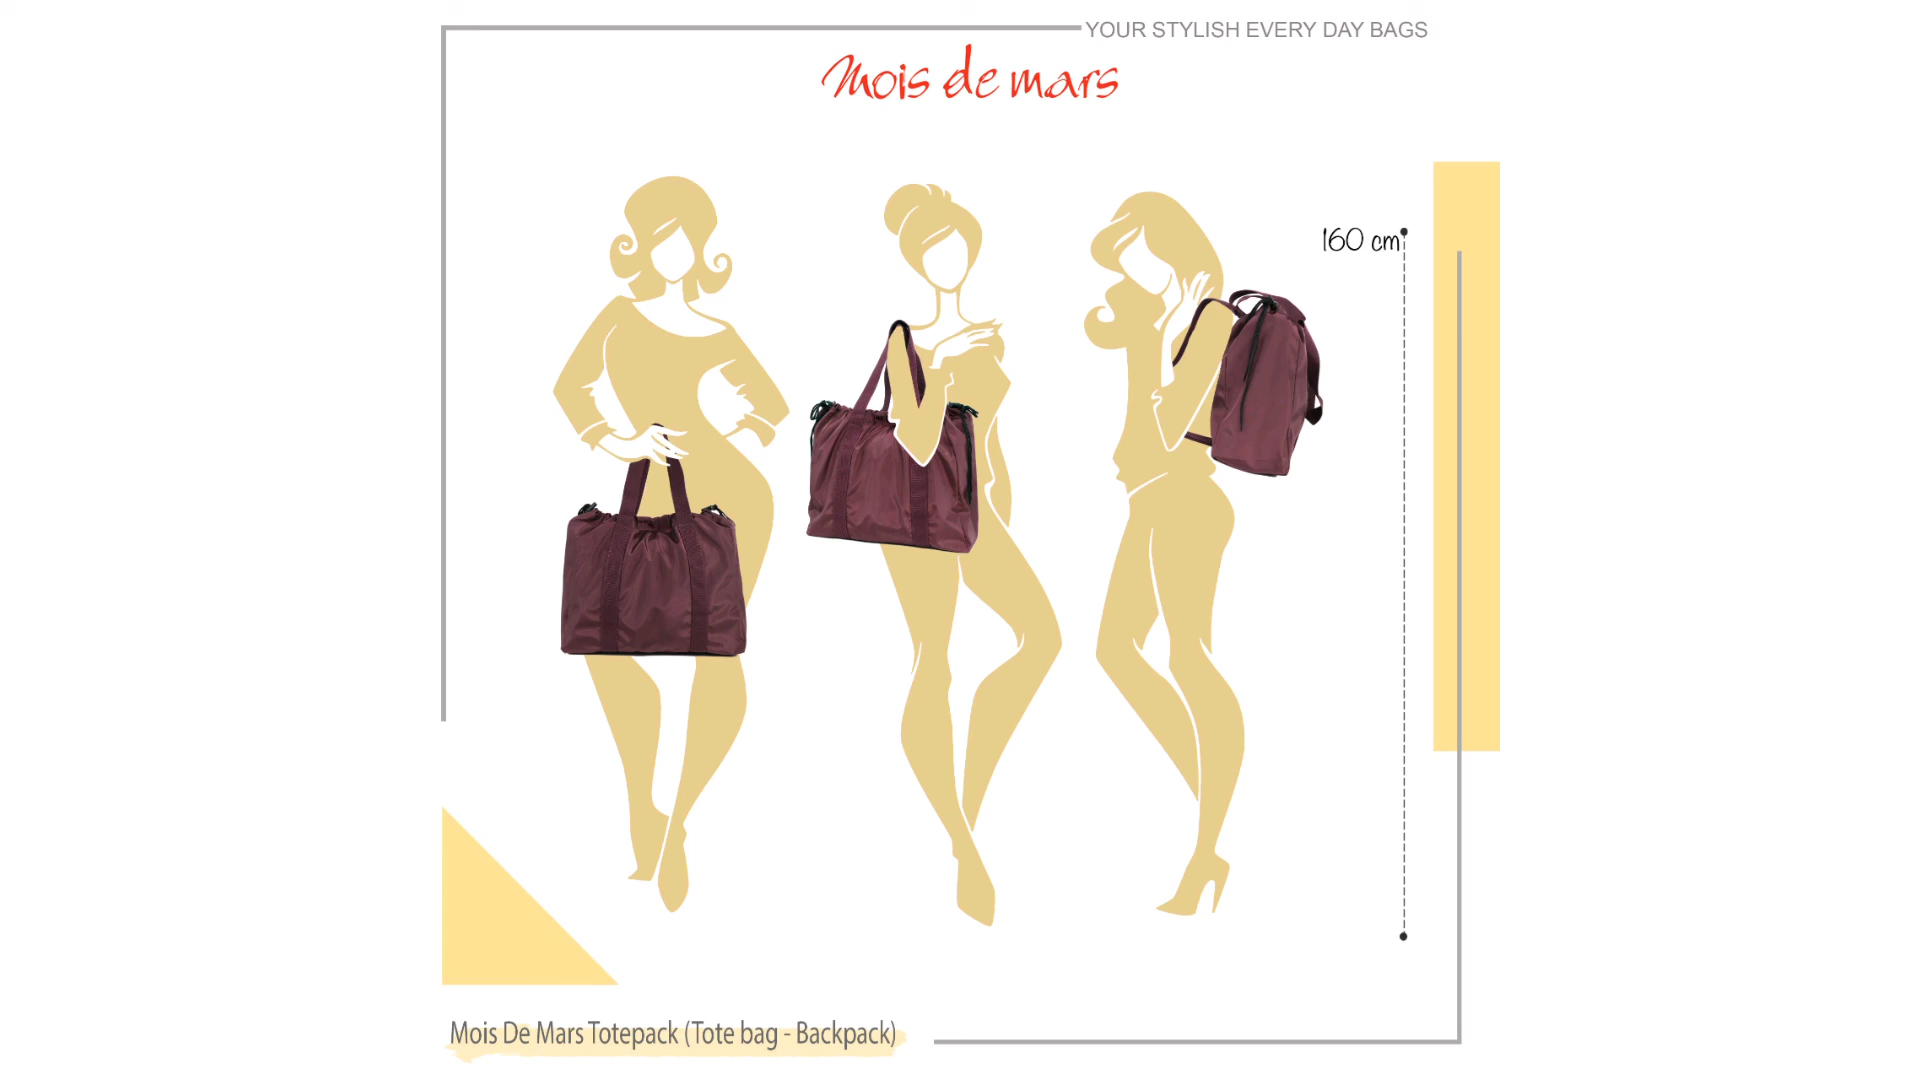 YOUR STYLISH EVERY DAY BAGS
Mois de mars
160 cm
Mois De Mars Totepack (Tote bag - Backpack)